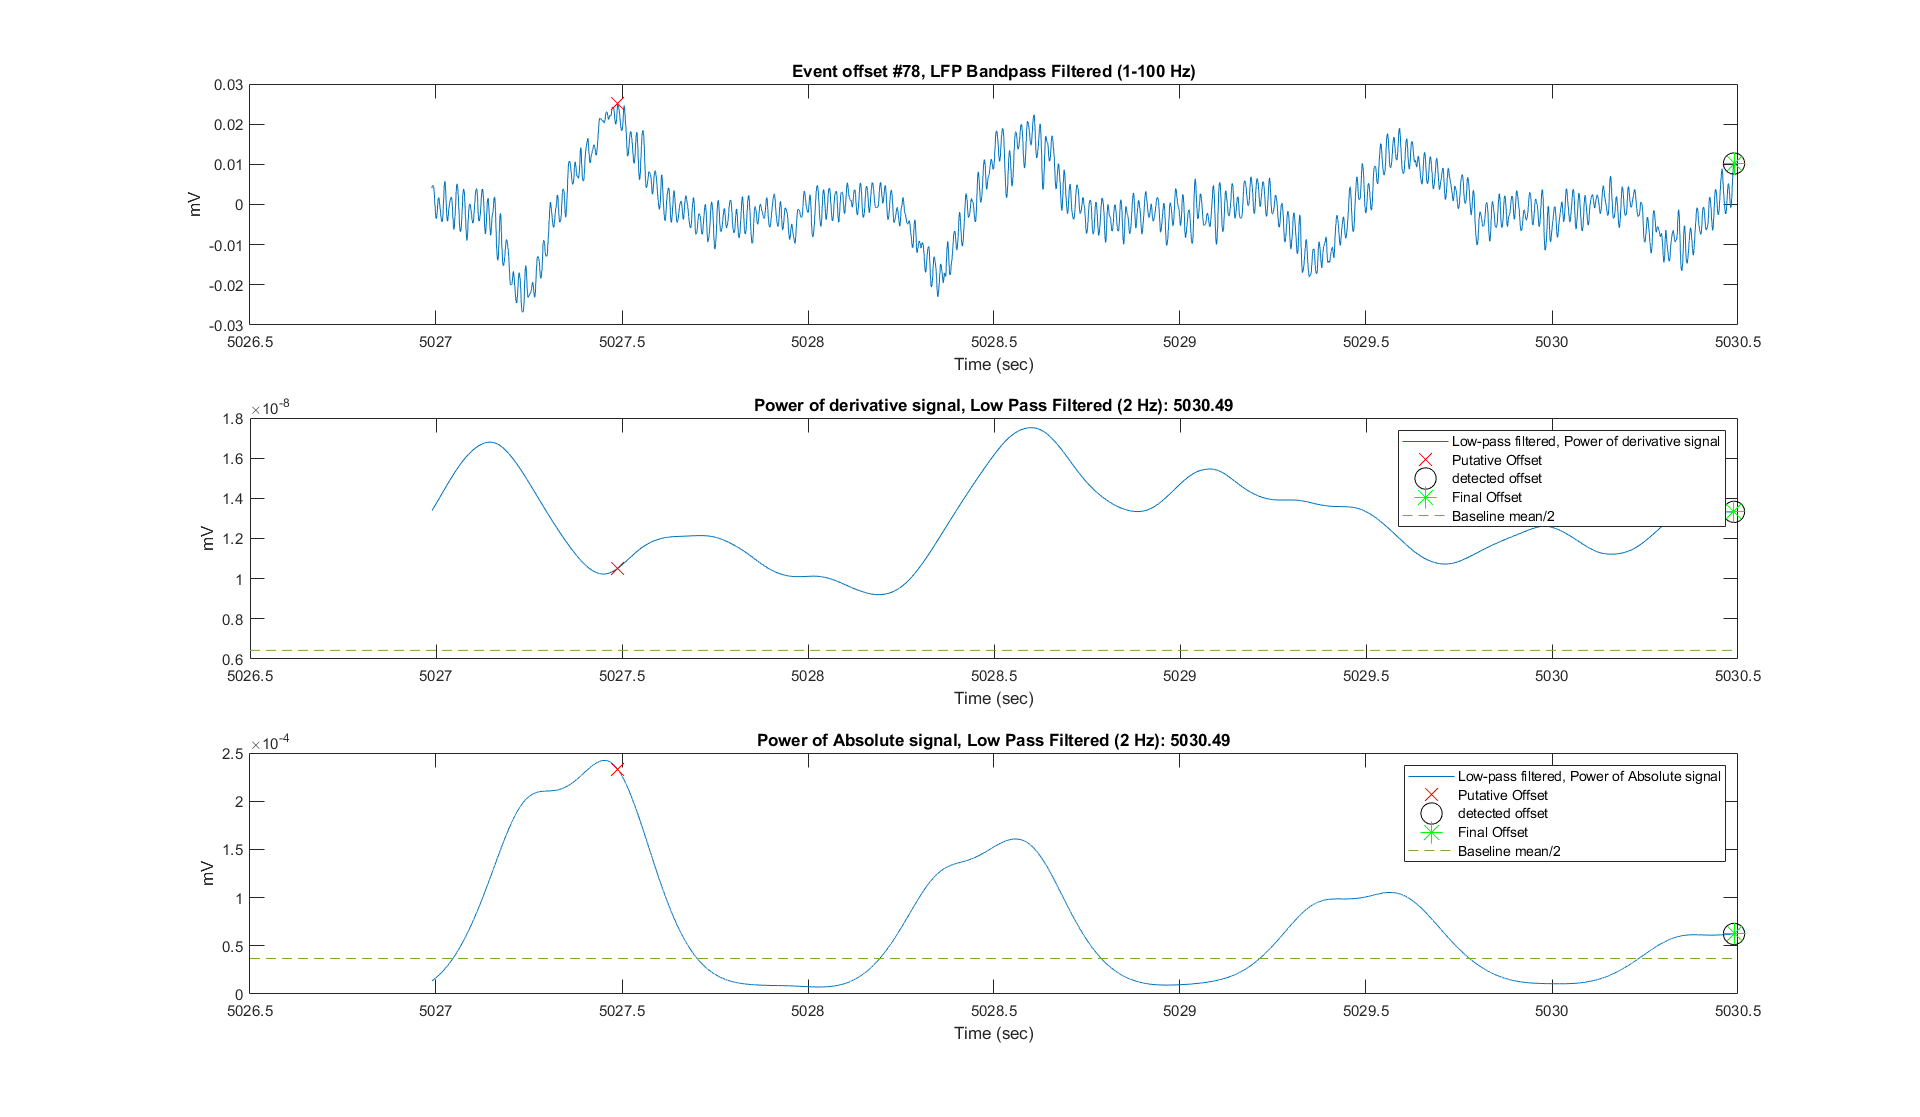 Event offset #78, LFP Bandpass Filtered (1-100 Hz)
0.03
0.02
0.01
0
-0.01
-0.02
-0.03
mV
5026.5 5027 5027.5 5028 5028.5 5029 5029.5 5030 5030.5
Time (sec)
Power of derivative signal, Low Pass Filtered (2 Hz): 5030.49
×10-8
1.8
1.6
1.4
1.2
1
0.8
0.6
mV
Low-pass filtered, Power of derivative signal
Putative Offset
detected offset
Final Offset
Baseline mean/2
5026.5 5027 5027.5 5028 5028.5 5029 5029.5 5030 5030.5
Time (sec)
Power of Absolute signal, Low Pass Filtered (2 Hz): 5030.49
×10-4
2.5
2
1.5
1
0.5
0
mV
Low-pass filtered, Power of Absolute signal
Putative Offset
detected offset
Final Offset
Baseline mean/2
5026.5 5027 5027.5 5028 5028.5 5029 5029.5 5030 5030.5
Time (sec)